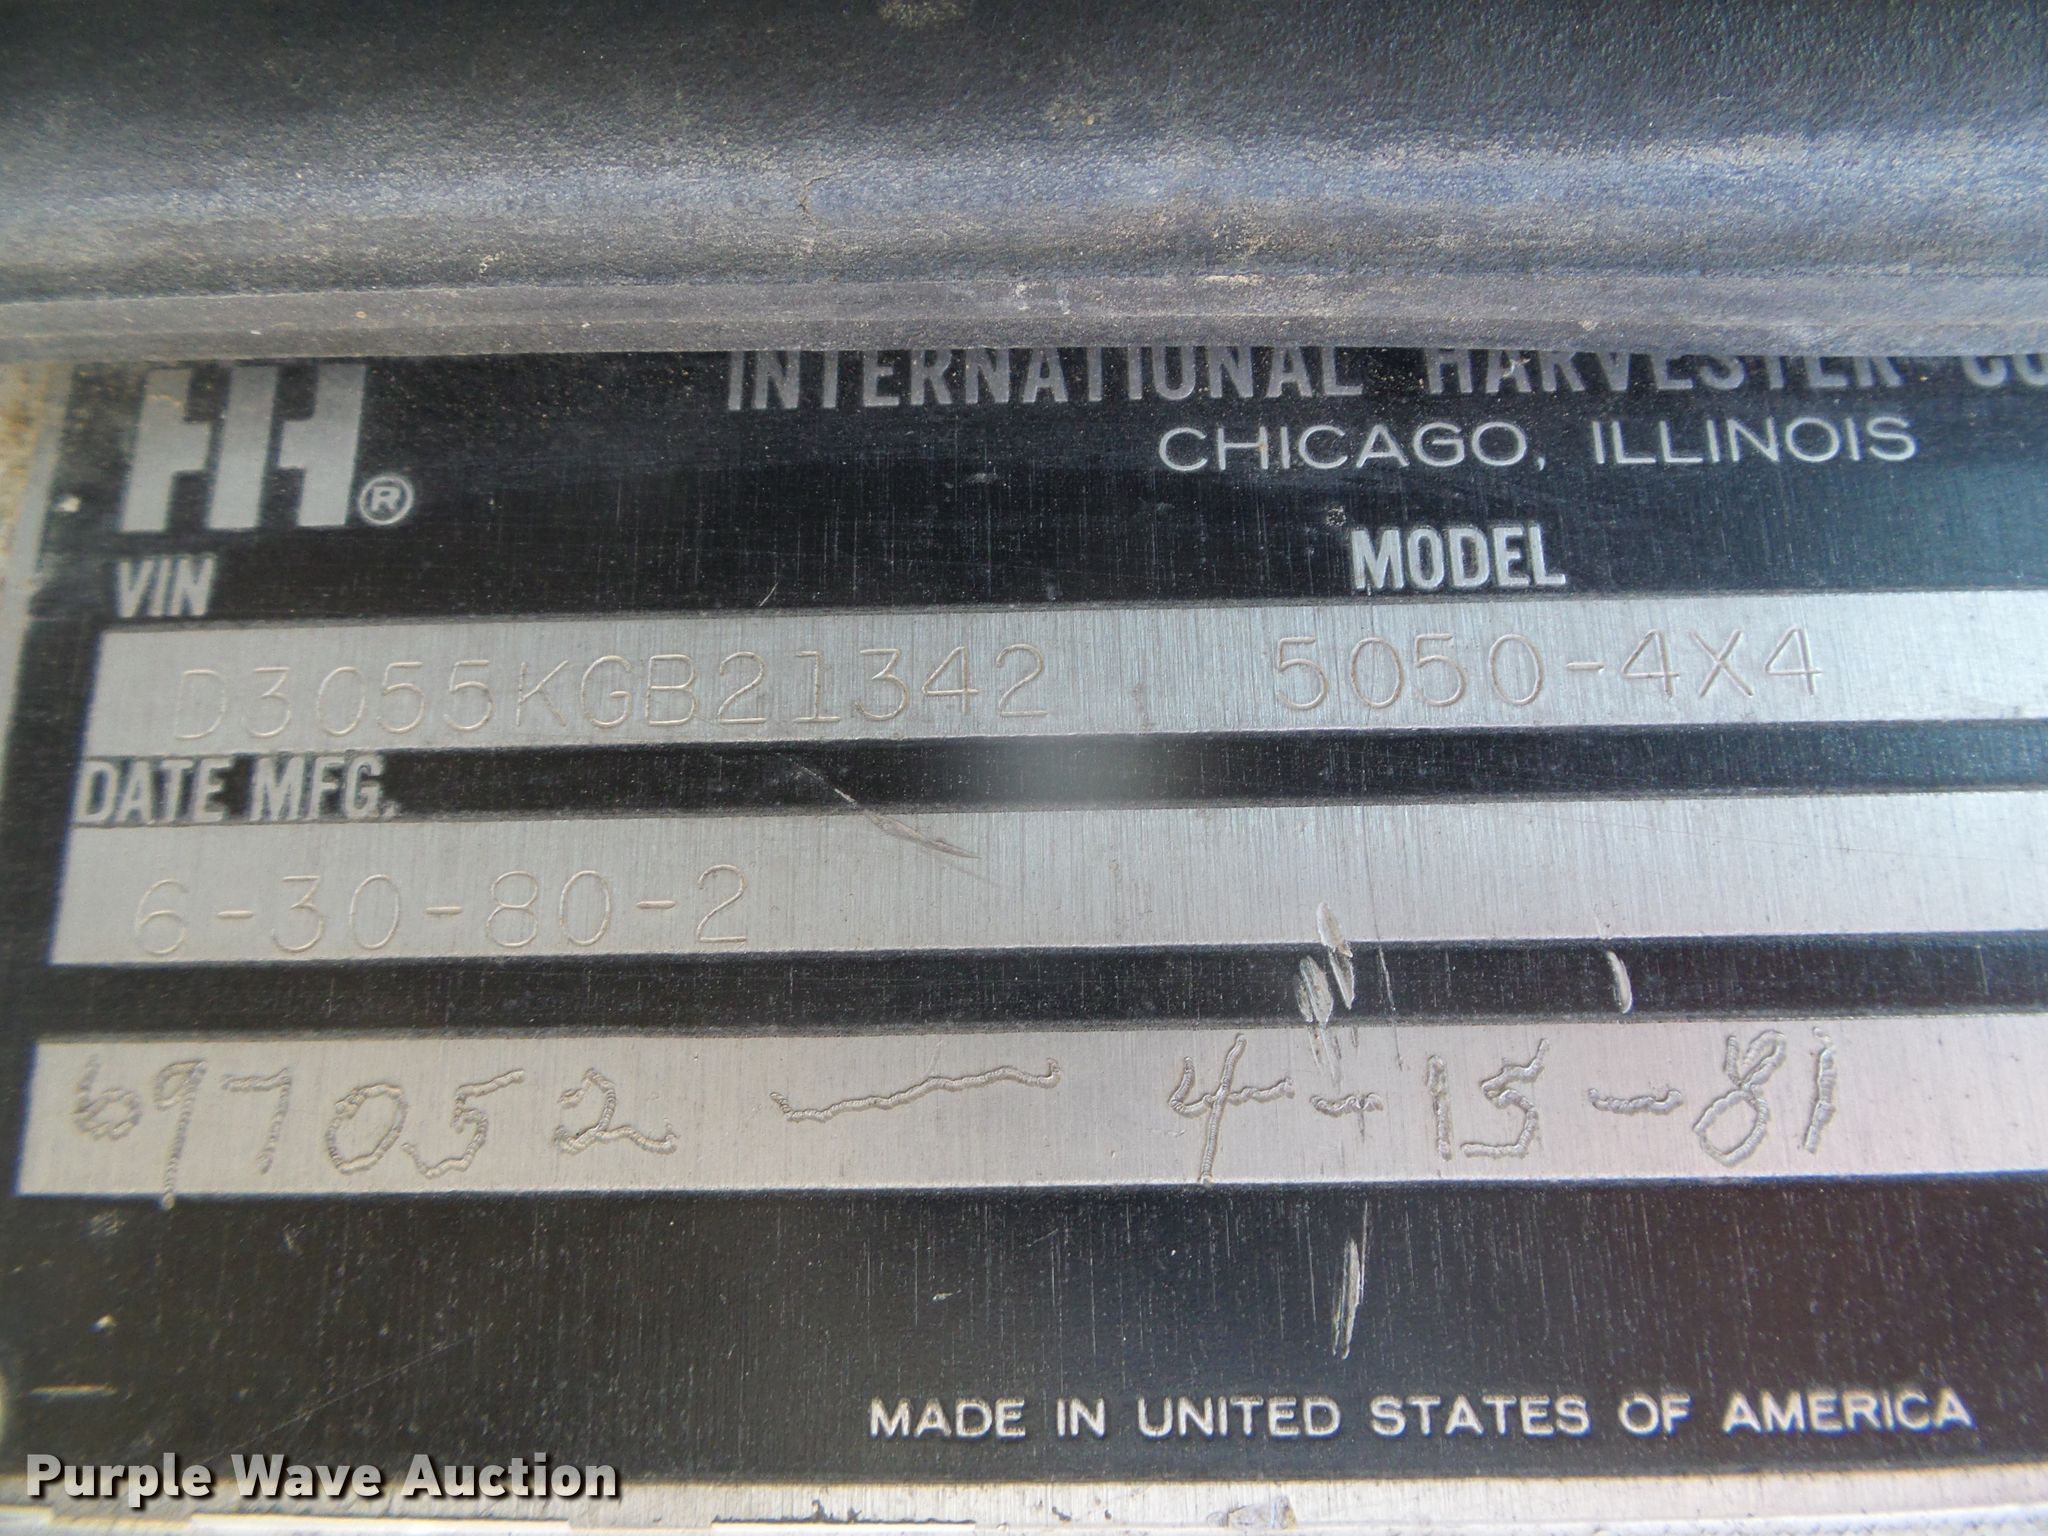 INTERNATIONAL HARVESTER
IH®
CHICAGO, ILLINOIS
VIN
MODEL
D3055KGB21342 5050-4X4
DATE MFG.
6-30-80-2
697052 — 4-15-81
MADE IN UNITED STATES OF AMERICA
Purple Wave Auction